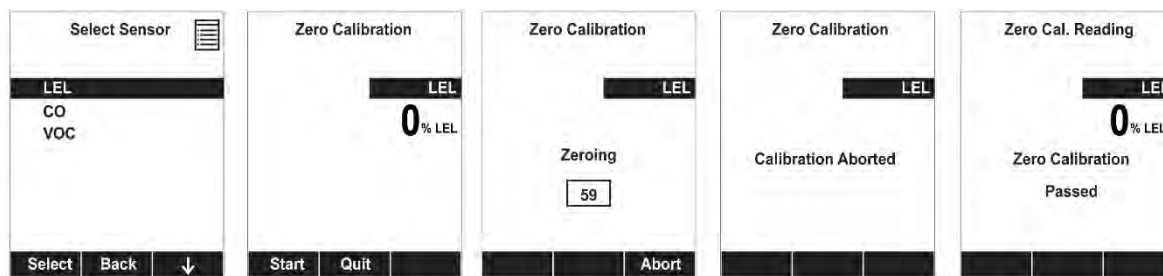 Select Sensor
LEL
CO
VOC
Select Back ↓
Zero Calibration
LEL
0 % LEL
Start Quit
Zero Calibration
LEL
Zeroing
59
Abort
Zero Calibration
LEL
Calibration Aborted
Zero Cal. Reading
LEL
0 % LEL
Zero Calibration
Passed